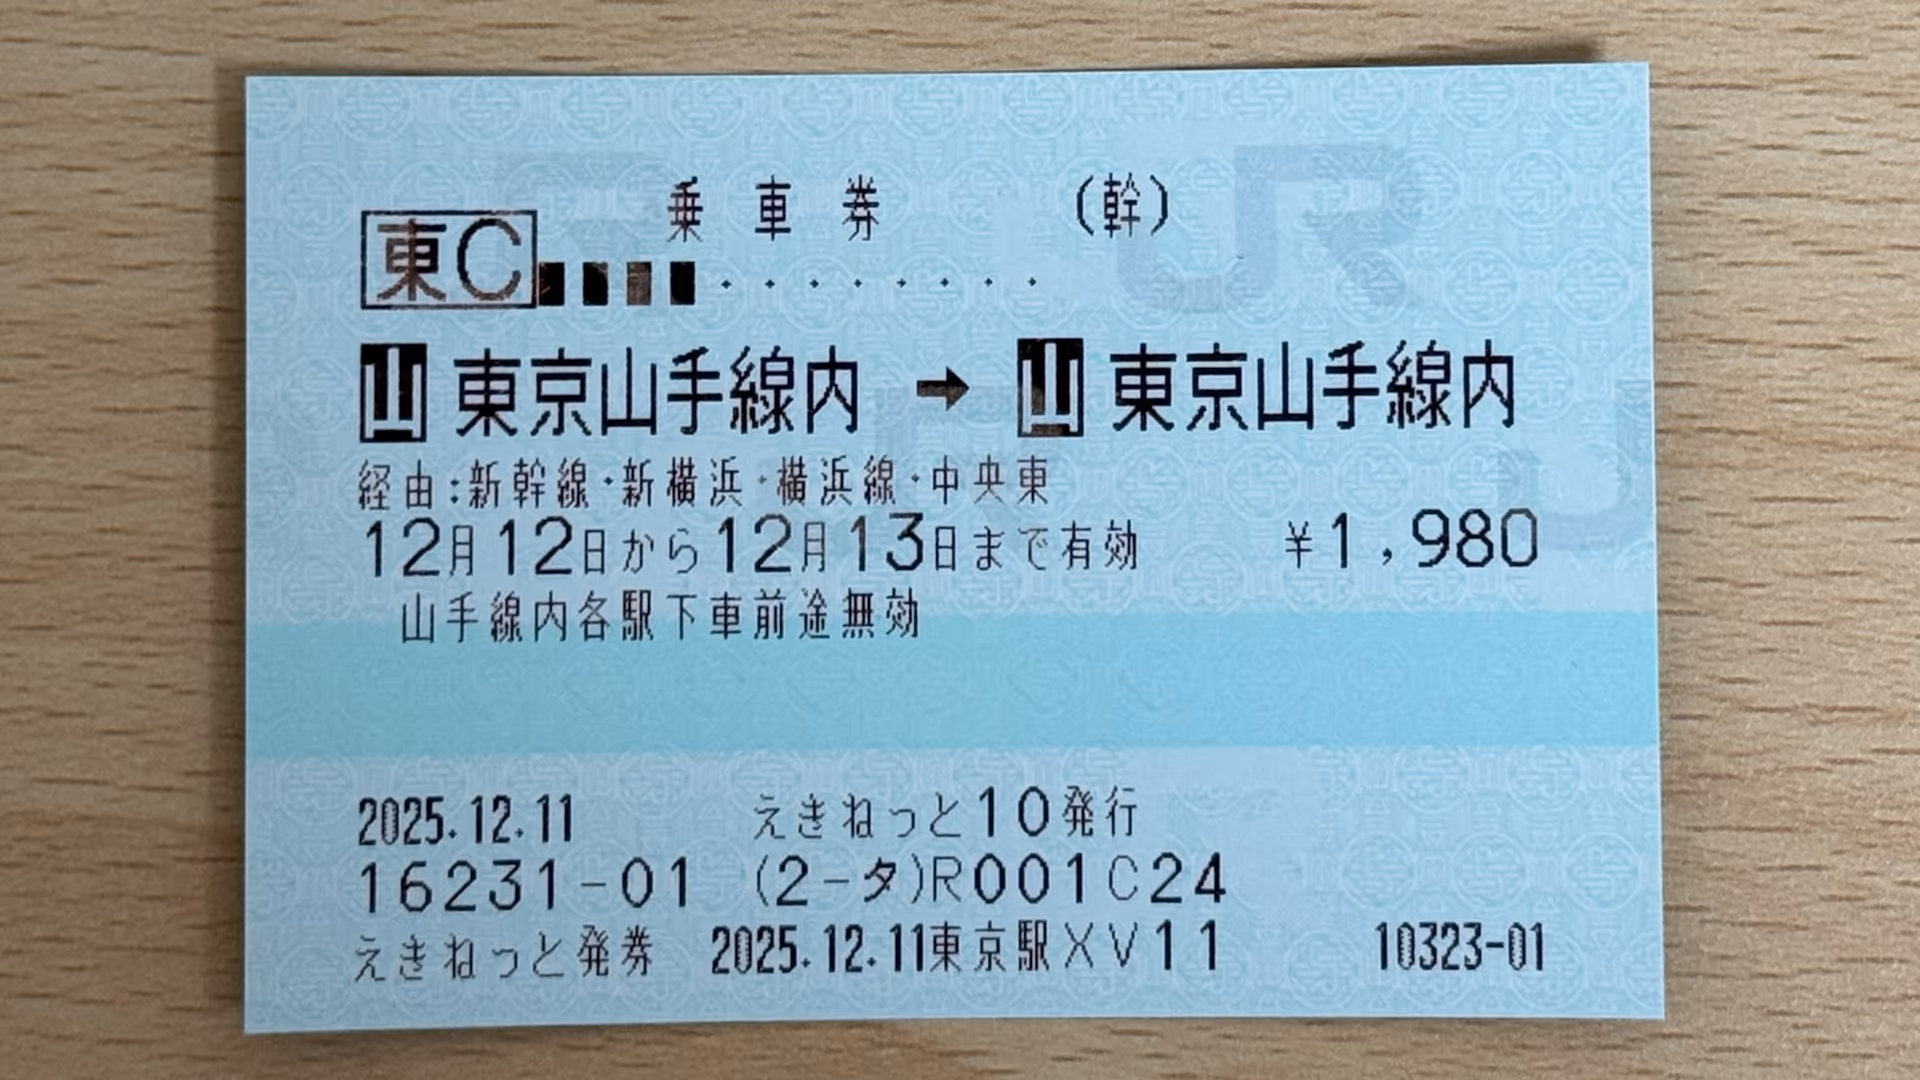 乗車券 (幹)
東C
山 東京山手線内 → 山 東京山手線内
経由:新幹線・新横浜・横浜線・中央東
12月12日から12月13日まで有効 ¥1,980
山手線内各駅下車前途無効
2025.12.11 えきねっと10発行
16231-01 (2-タ)R001C24
えきねっと発券 2025.12.11東京駅XV11 10323-01
JR